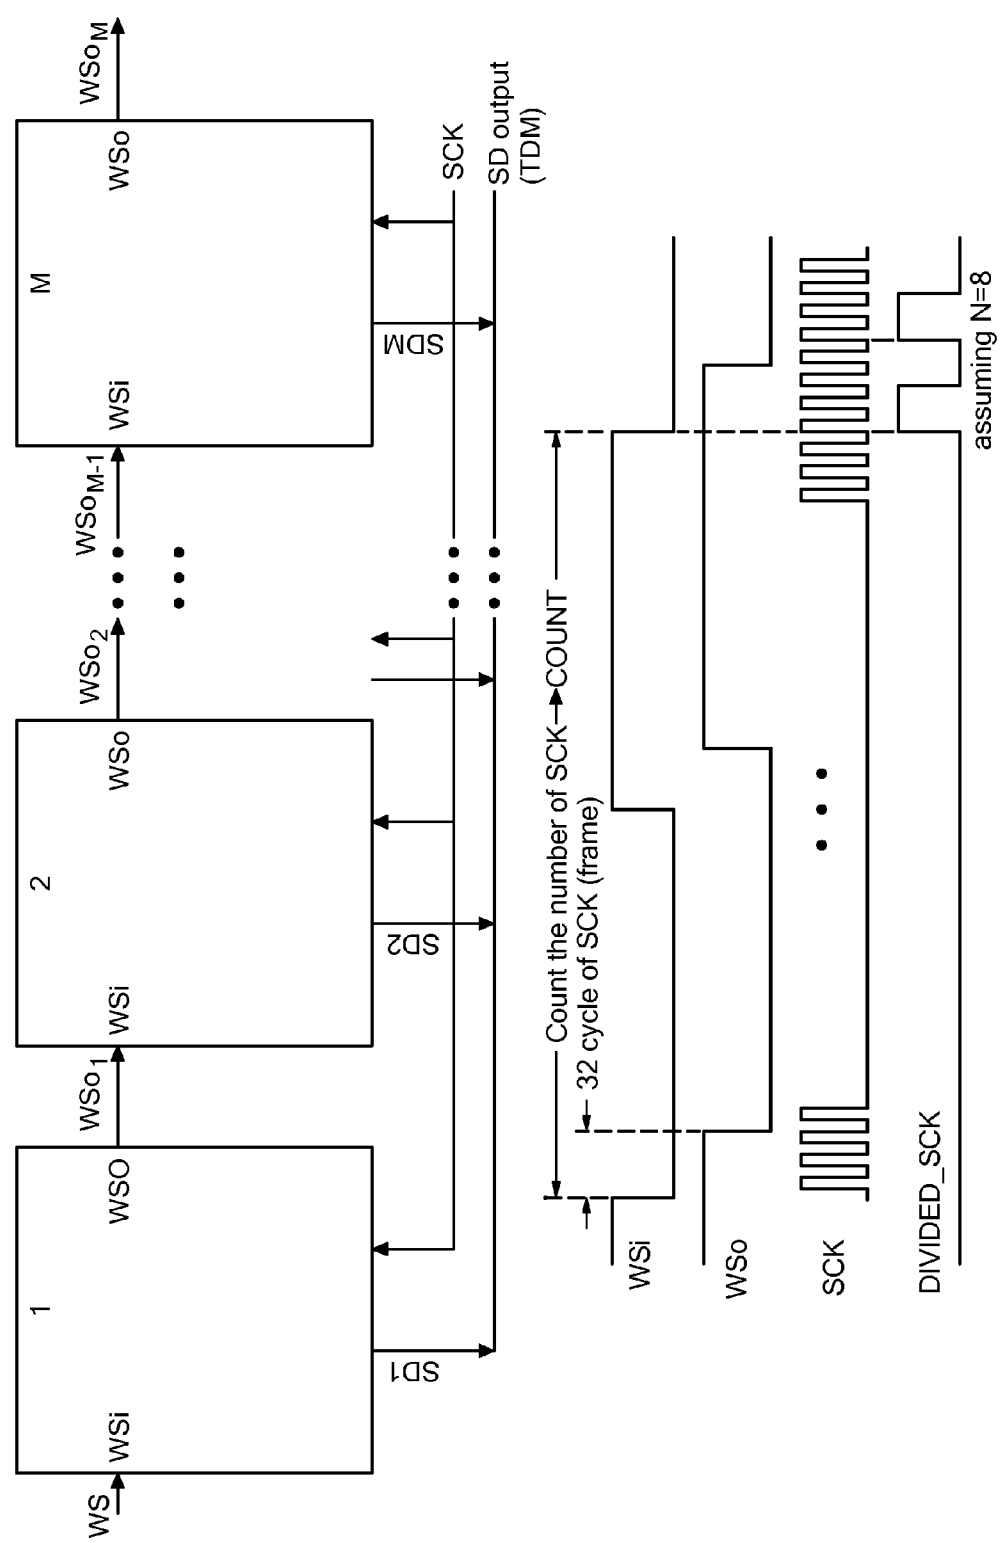 1
2
M
WS
WSi
WSO
WSo1
WSi
WSo
WSo2
WSoM-1
WSi
WSo
WSoM
SD1
SD2
SDM
SCK
SD output
(TDM)
Count the number of SCK
COUNT
32 cycle of SCK (frame)
WSi
WSo
SCK
DIVIDED_SCK
assuming N=8